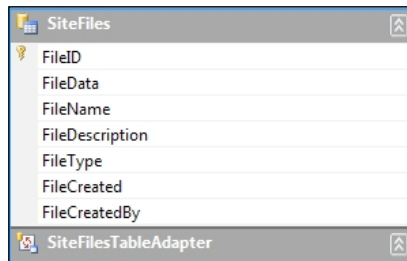 SiteFiles
FileID
FileData
FileName
FileDescription
FileType
FileCreated
FileCreatedBy
SiteFilesTableAdapter